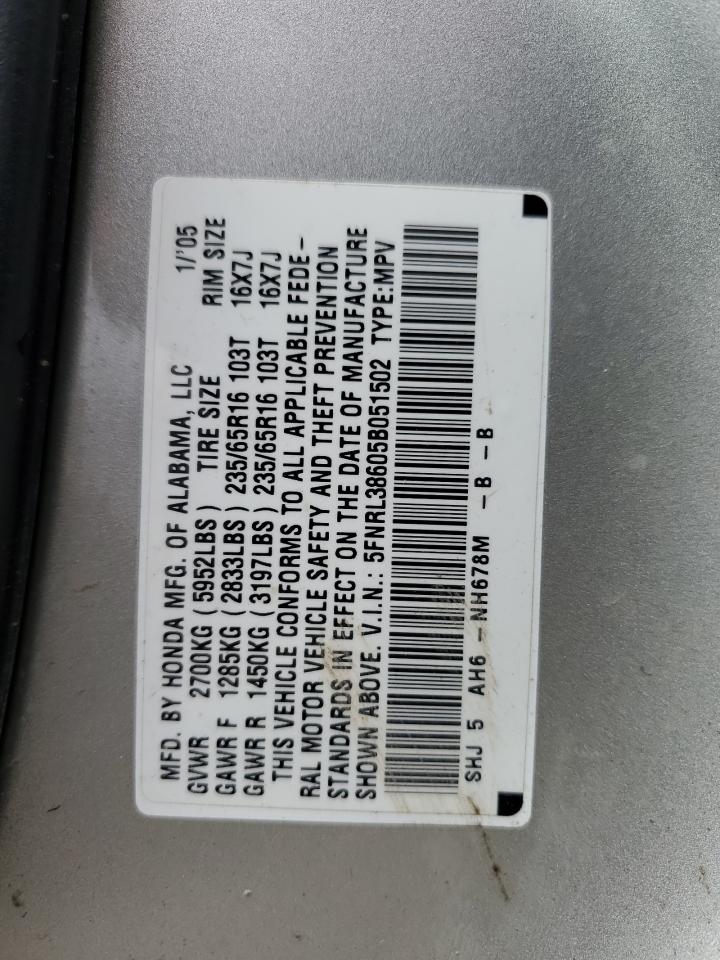 MFD. BY HONDA MFG. OF ALABAMA, LLC 1/'05
GVWR 2700KG (5952LBS) TIRE SIZE RIM SIZE
GAWR F 1285KG (2833LBS) 235/65R16 103T 16X7J
GAWR R 1450KG (3197LBS) 235/65R16 103T 16X7J
THIS VEHICLE CONFORMS TO ALL APPLICABLE FEDE-
RAL MOTOR VEHICLE SAFETY AND THEFT PREVENTION
STANDARDS IN EFFECT ON THE DATE OF MANUFACTURE
SHOWN ABOVE. V.I.N.: 5FNRL38605B051502 TYPE:MPV
SHJ 5 AH6 -NH678M -B -B